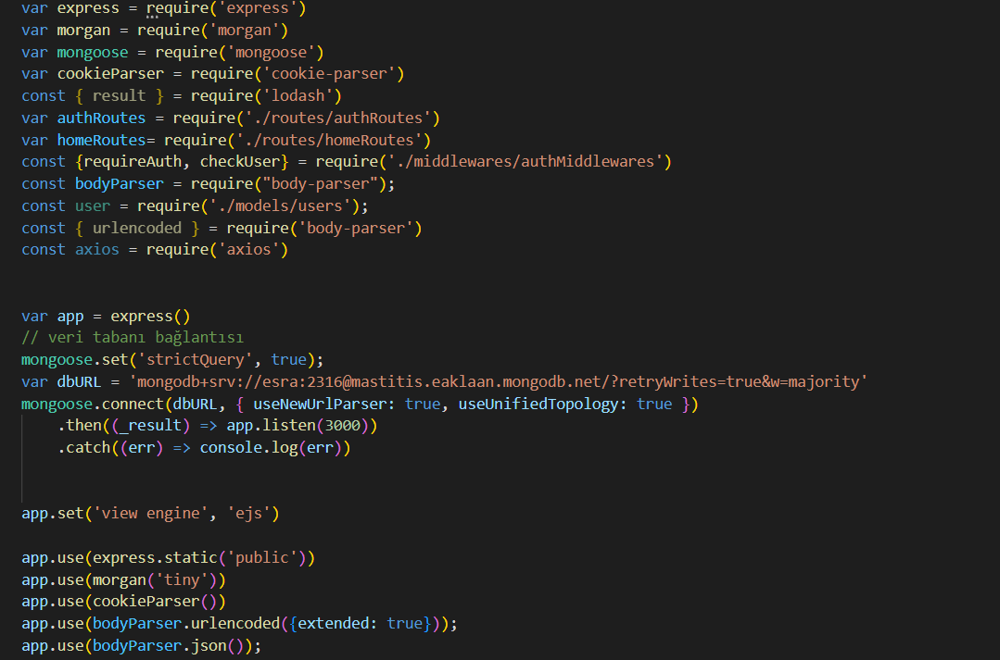 var express = require('express')
var morgan = require('morgan')
var mongoose = require('mongoose')
var cookieParser = require('cookie-parser')
const { result } = require('lodash')
var authRoutes = require('./routes/authRoutes')
var homeRoutes= require('./routes/homeRoutes')
const {requireAuth, checkUser} = require('./middlewares/authMiddlewares')
const bodyParser = require("body-parser");
const user = require('./models/users');
const { urlencoded } = require('body-parser')
const axios = require('axios')
var app = express()
// veri tabanı bağlantısı
mongoose.set('strictQuery', true);
var dbURL = 'mongodb+srv://esra:2316@mastitis.eaklaan.mongodb.net/?retryWrites=true&w=majority'
mongoose.connect(dbURL, { useNewUrlParser: true, useUnifiedTopology: true })
.then((_result) => app.listen(3000))
.catch((err) => console.log(err))
app.set('view engine', 'ejs')
app.use(express.static('public'))
app.use(morgan('tiny'))
app.use(cookieParser())
app.use(bodyParser.urlencoded({extended: true}));
app.use(bodyParser.json());